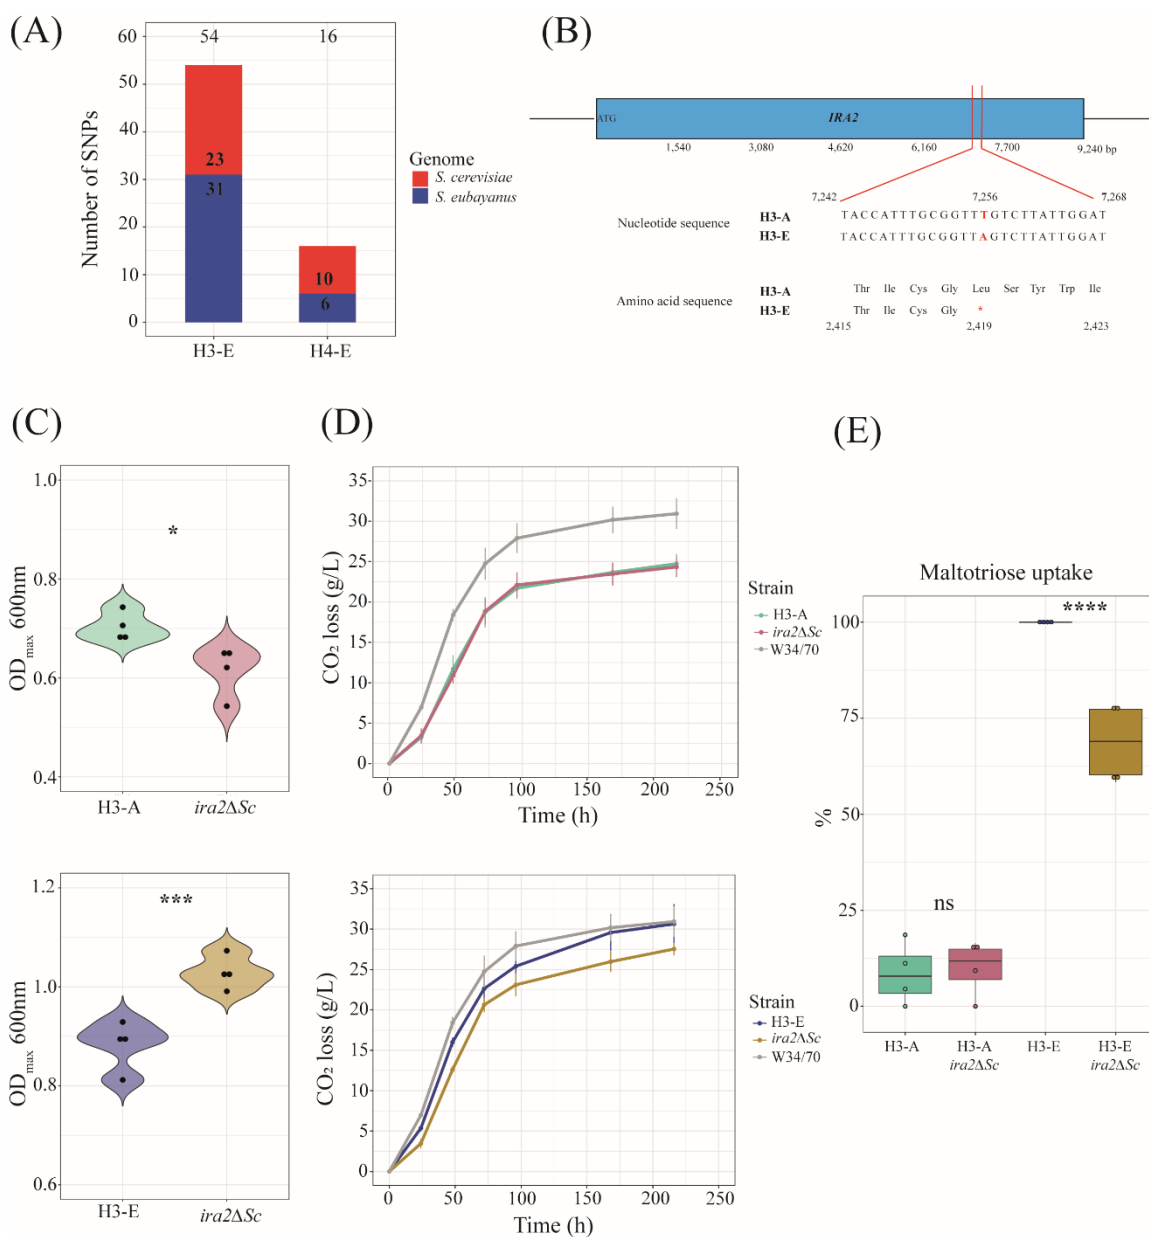 (A)
60
50
40
30
20
10
0
Number of SNPs
54
16
23
31
10
6
H3-E
H4-E
Genome
S. cerevisiae
S. eubayanus
(B)
ATG
IRA2
1,540 3,080 4,620 6,160 7,700 9,240 bp
7,242 7,256 7,268
Nucleotide sequence
H3-A TACCATTTGCGGTTTGTCTTATTGGAT
H3-E TACCATTTGCGGTTAGTCTTATTGGAT
Amino acid sequence
H3-A Thr Ile Cys Gly Leu Ser Tyr Trp Ile
H3-E Thr Ile Cys Gly *
2,415 2,419 2,423
(C)
1.0
0.8
0.6
0.4
ODmax 600nm
*
H3-A
ira2ΔSc
1.2
1.0
0.8
0.6
ODmax 600nm
***
H3-E
ira2ΔSc
(D)
35
30
25
20
15
10
5
0
CO₂ loss (g/L)
0 50 100 150 200 250
Time (h)
Strain
H3-A
ira2ΔSc
W34/70
35
30
25
20
15
10
5
0
CO₂ loss (g/L)
0 50 100 150 200 250
Time (h)
Strain
H3-E
ira2ΔSc
W34/70
(E)
Maltotriose uptake
100
75
50
25
0
%
****
ns
H3-A
H3-A
ira2ΔSc
H3-E
H3-E
ira2ΔSc